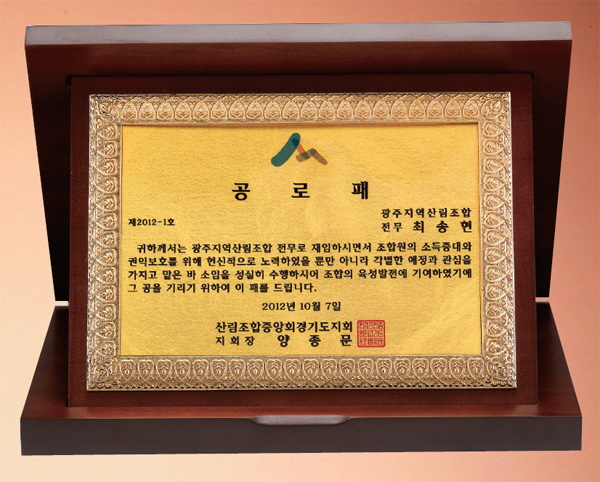 공로패
제2012-1호
광주지역산림조합
전무 최송현
귀하께서는 광주지역산림조합 전무로 재임하시면서 조합원의 소득증대와
권익보호를 위해 헌신적으로 노력하였을 뿐만 아니라 각별한 애정과 관심을
가지고 맡은 바 소임을 성실히 수행하시어 조합의 육성발전에 기여하였기에
그 공을 기리기 위하여 이 패를 드립니다.
2012년 10월 7일
산림조합중앙회경기도지회
지회장 양종문